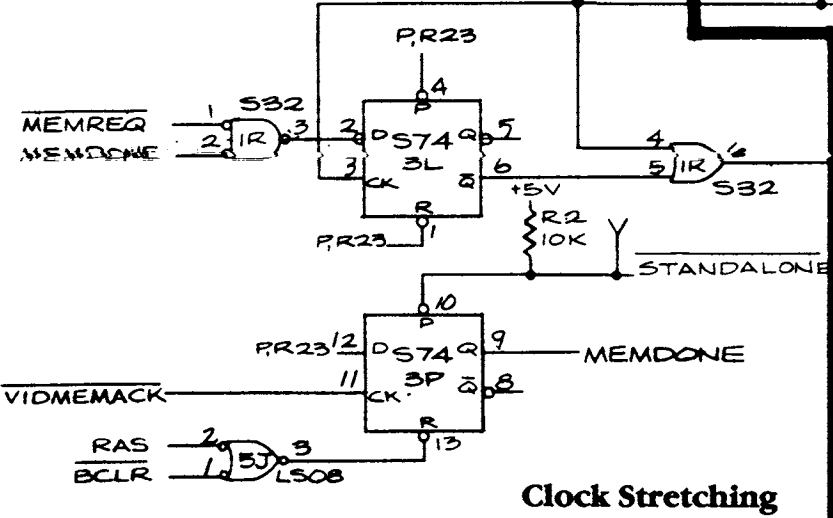 P,R23
4
P
S32
MEMREQ
1
2
1R
3
2
D
S74
Q
5
3L
3
CK
Q
6
R
1
P,R23
4
5
1R
6
S32
+5V
R2
10K
STANDALONE
10
P
P,R23
12
D
S74
Q
9
MEMDONE
3P
VIDMEMACK
11
CK
Q
8
R
13
RAS
2
BCLR
1
5J
3
LS08
Clock Stretching